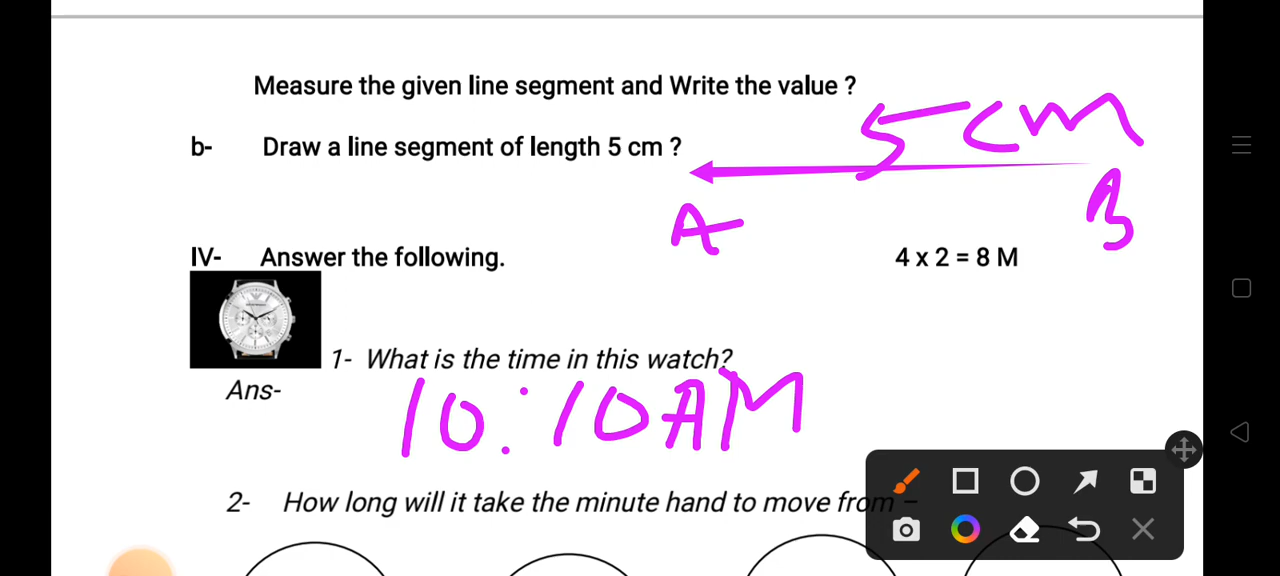 Measure the given line segment and Write the value ?
5 cm
b- Draw a line segment of length 5 cm ?
A B
IV- Answer the following. 4 x 2 = 8 M
1- What is the time in this watch?
Ans- 10:10AM
2- How long will it take the minute hand to move from –